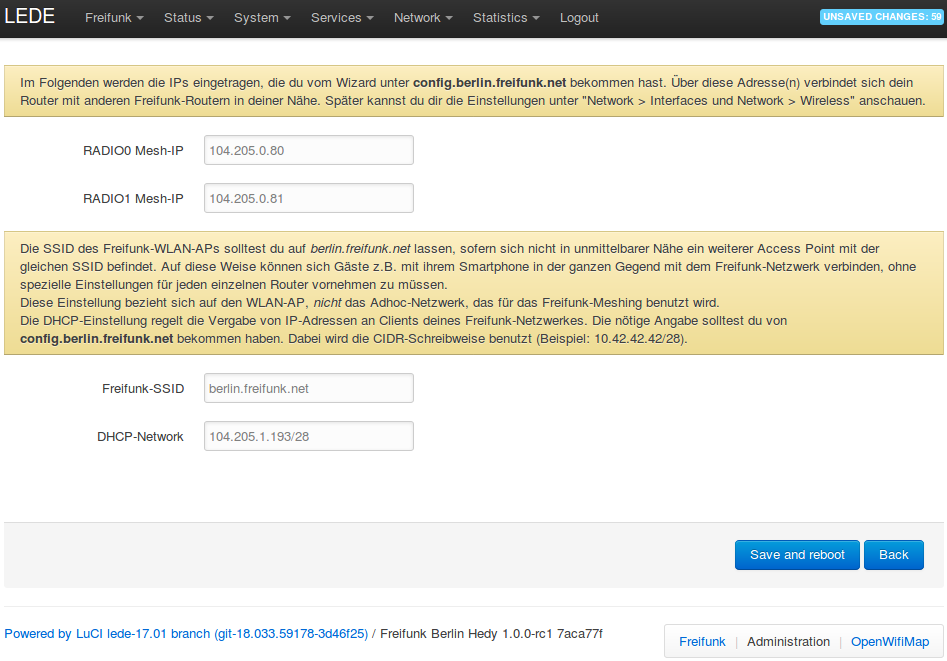 LEDE Freifunk Status System Services Network Statistics Logout UNSAVED CHANGES: 59
Im Folgenden werden die IPs eingetragen, die du vom Wizard unter config.berlin.freifunk.net bekommen hast. Über diese Adresse(n) verbindet sich dein
Router mit anderen Freifunk-Routern in deiner Nähe. Später kannst du dir die Einstellungen unter "Network > Interfaces und Network > Wireless" anschauen.
RADIO0 Mesh-IP 104.205.0.80
RADIO1 Mesh-IP 104.205.0.81
Die SSID des Freifunk-WLAN-APs solltest du auf berlin.freifunk.net lassen, sofern sich nicht in unmittelbarer Nähe ein weiterer Access Point mit der
gleichen SSID befindet. Auf diese Weise können sich Gäste z.B. mit ihrem Smartphone in der ganzen Gegend mit dem Freifunk-Netzwerk verbinden, ohne
spezielle Einstellungen für jeden einzelnen Router vornehmen zu müssen.
Diese Einstellung bezieht sich auf den WLAN-AP, nicht das Adhoc-Netzwerk, das für das Freifunk-Meshing benutzt wird.
Die DHCP-Einstellung regelt die Vergabe von IP-Adressen an Clients deines Freifunk-Netzwerkes. Die nötige Angabe solltest du von
config.berlin.freifunk.net bekommen haben. Dabei wird die CIDR-Schreibweise benutzt (Beispiel: 10.42.42.42/28).
Freifunk-SSID berlin.freifunk.net
DHCP-Network 104.205.1.193/28
Save and reboot Back
Powered by LuCI lede-17.01 branch (git-18.033.59178-3d46f25) / Freifunk Berlin Hedy 1.0.0-rc1 7aca77f
Freifunk | Administration | OpenWifiMap